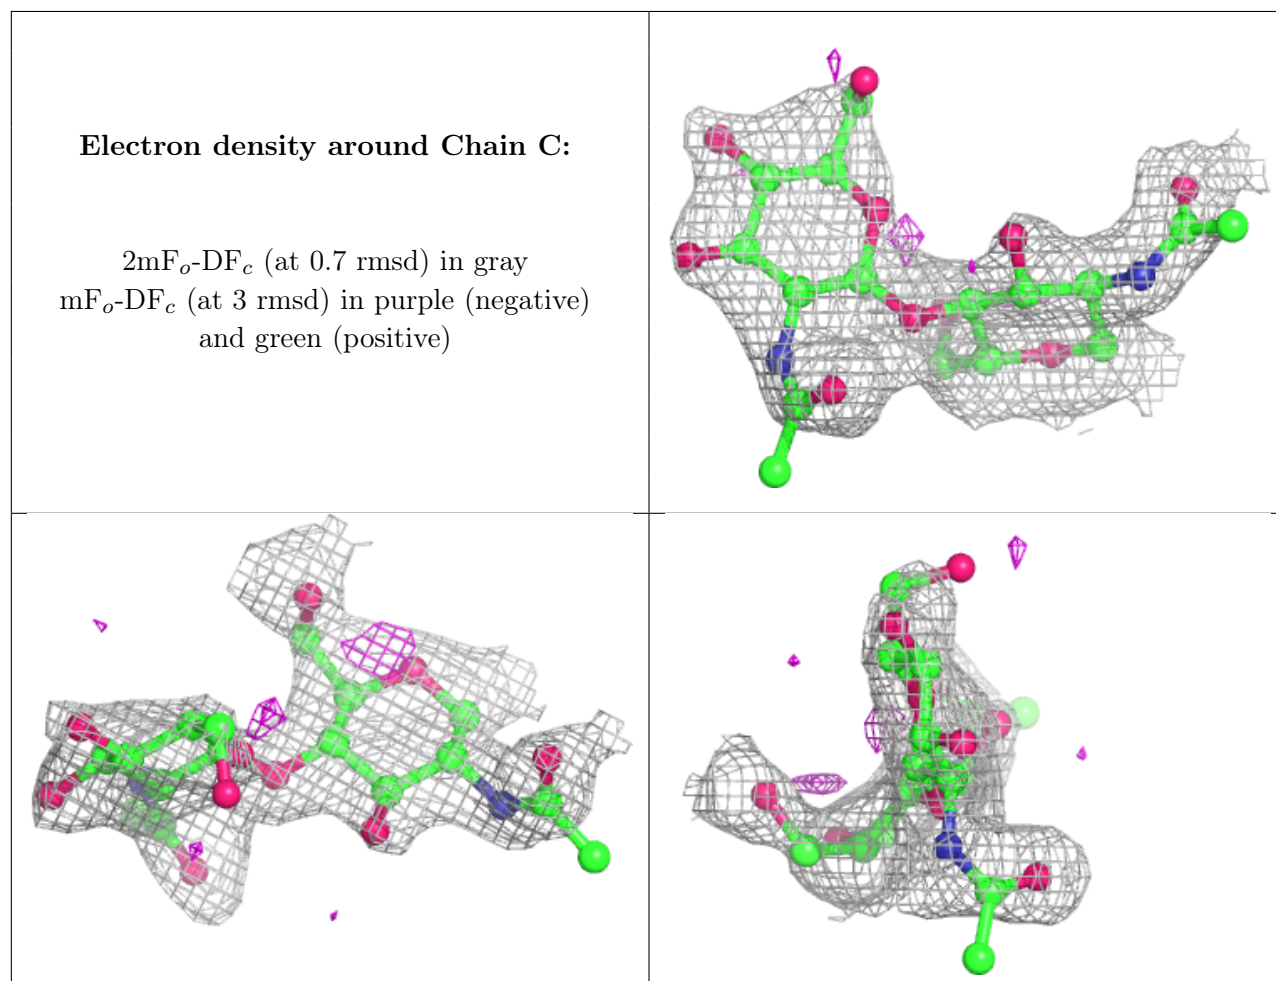 Electron density around Chain C:
2mFo-DFc (at 0.7 rmsd) in gray
mFo-DFc (at 3 rmsd) in purple (negative)
and green (positive)